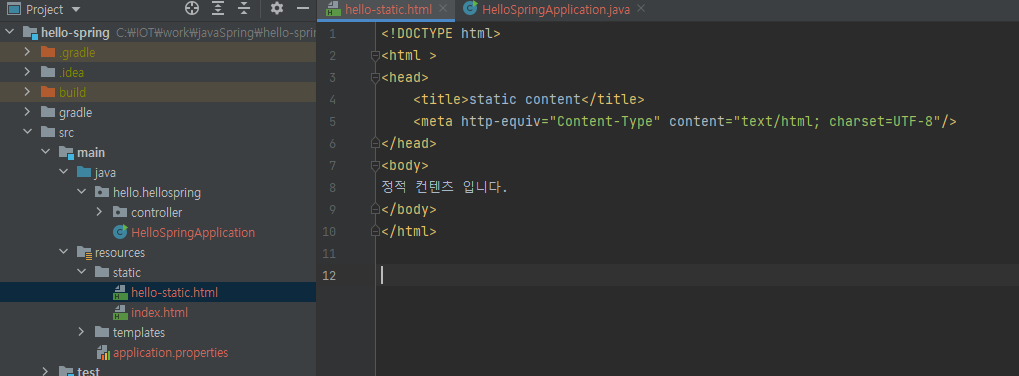 Project
hello-spring C:₩IOT₩work₩javaSpring₩hello-sprin
.gradle
.idea
build
gradle
src
main
java
hello.hellospring
controller
HelloSpringApplication
resources
static
hello-static.html
index.html
templates
application.properties
test
hello-static.html HelloSpringApplication.java
1 <!DOCTYPE html>
2 <html >
3 <head>
4 <title>static content</title>
5 <meta http-equiv="Content-Type" content="text/html; charset=UTF-8"/>
6 </head>
7 <body>
8 정적 컨텐츠 입니다.
9 </body>
10 </html>
11
12